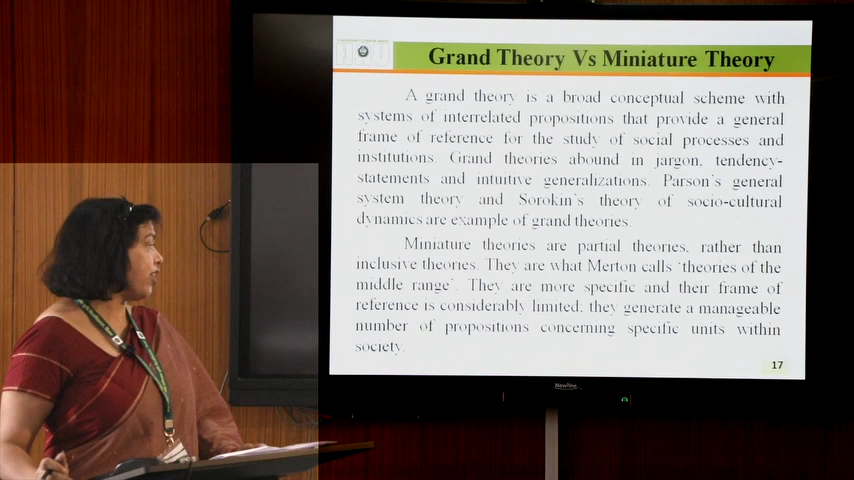 Grand Theory Vs Miniature Theory
A grand theory is a broad conceptual scheme with
systems of interrelated propositions that provide a general
frame of reference for the study of social processes and
institutions. Grand theories abound in jargon, tendency-
statements and intuitive generalizations. Parson's general
system theory and Sorokin's theory of socio-cultural
dynamics are example of grand theories.
Miniature theories are partial theories, rather than
inclusive theories. They are what Merton calls 'theories of the
middle range'. They are more specific and their frame of
reference is considerably limited; they generate a manageable
number of propositions concerning specific units within
society.
17
Newline